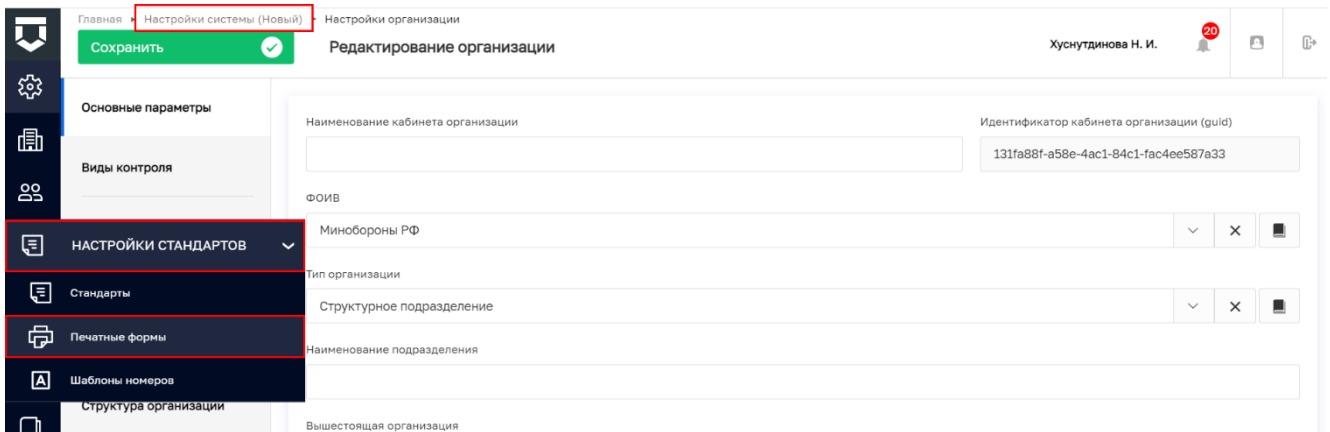 Главная ▸ Настройки системы (Новый) ▸ Настройки организации
Сохранить
Редактирование организации
Хуснутдинова Н. И.
20
Основные параметры
Виды контроля
НАСТРОЙКИ СТАНДАРТОВ
Стандарты
Печатные формы
Шаблоны номеров
Структура организации
Наименование кабинета организации
Идентификатор кабинета организации (guid)
131fa88f-a58e-4ac1-84c1-fac4ee587a33
ФОИВ
Минобороны РФ
Тип организации
Структурное подразделение
Наименование подразделения
Вышестоящая организация